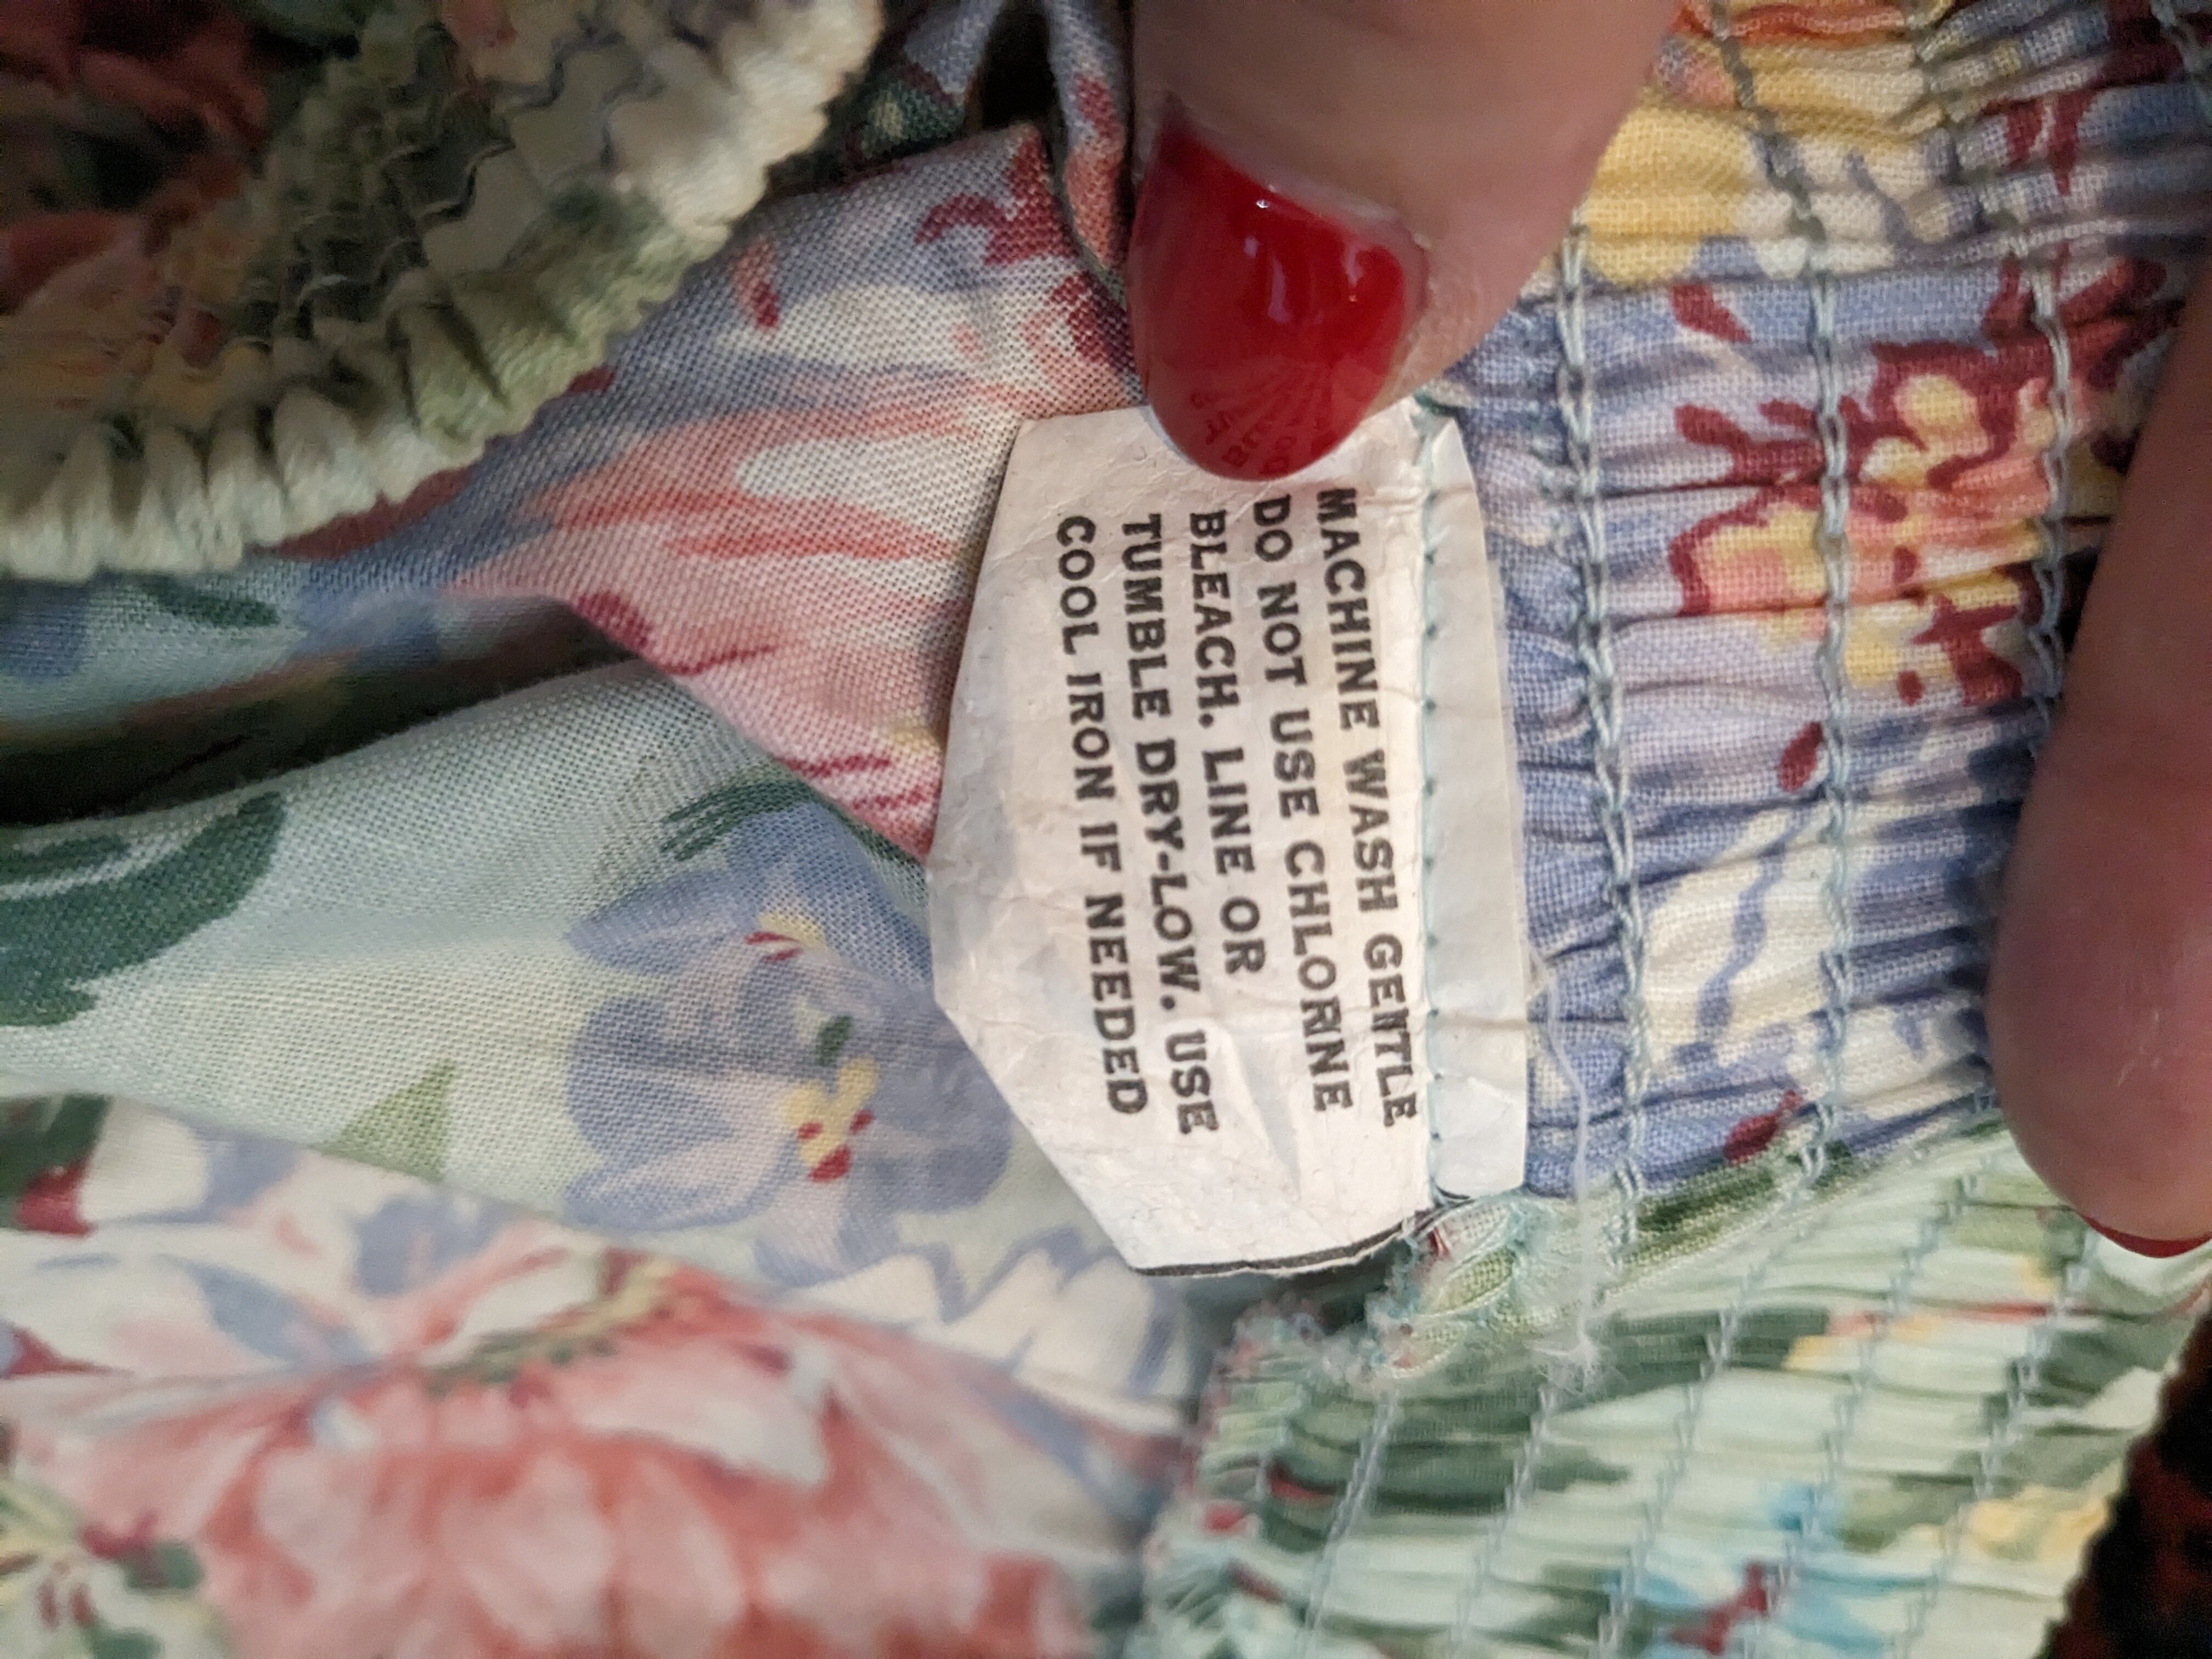 MACHINE WASH GENTLE
DO NOT USE CHLORINE
BLEACH. LINE OR
TUMBLE DRY-LOW. USE
COOL IRON IF NEEDED